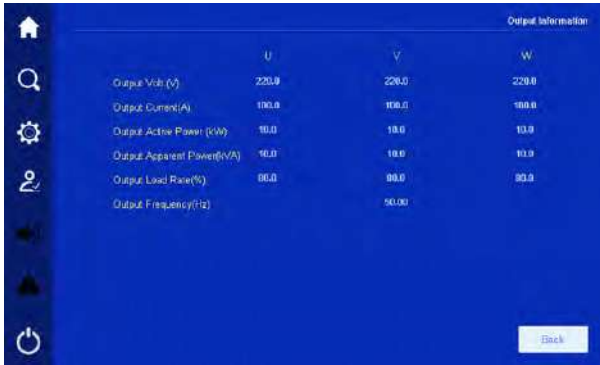 Output Information
U V W
Output Volt.(V) 220.0 220.0 220.0
Output Current(A) 100.0 100.0 100.0
Output Active Power (kW) 10.0 10.0 10.0
Output Apparent Power(kVA) 10.0 10.0 10.0
Output Load Rate(%) 80.0 80.0 80.0
Output Frequency(Hz) 50.00
Back